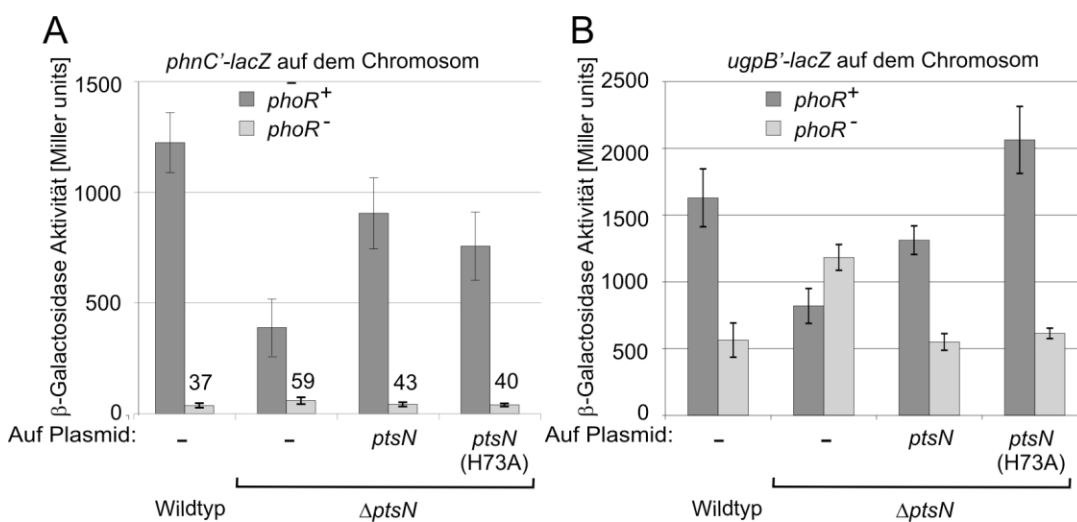 A
phnC'-lacZ auf dem Chromosom
β-Galactosidase Aktivität [Miller units]
1500
1000
500
0
phoR+
phoR-
37
59
43
40
Auf Plasmid:
–
–
ptsN
ptsN
(H73A)
Wildtyp
ΔptsN
B
ugpB'-lacZ auf dem Chromosom
β-Galactosidase Aktivität [Miller units]
2500
2000
1500
1000
500
0
phoR+
phoR-
Auf Plasmid:
–
–
ptsN
ptsN
(H73A)
Wildtyp
ΔptsN